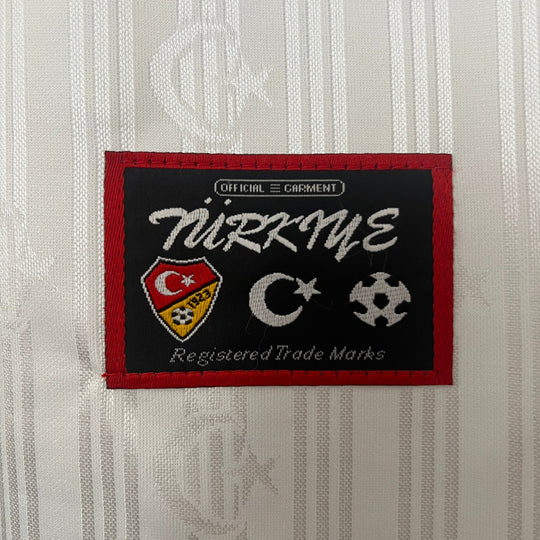 OFFICIAL GARMENT
TÜRKIYE
1923
Registered Trade Marks